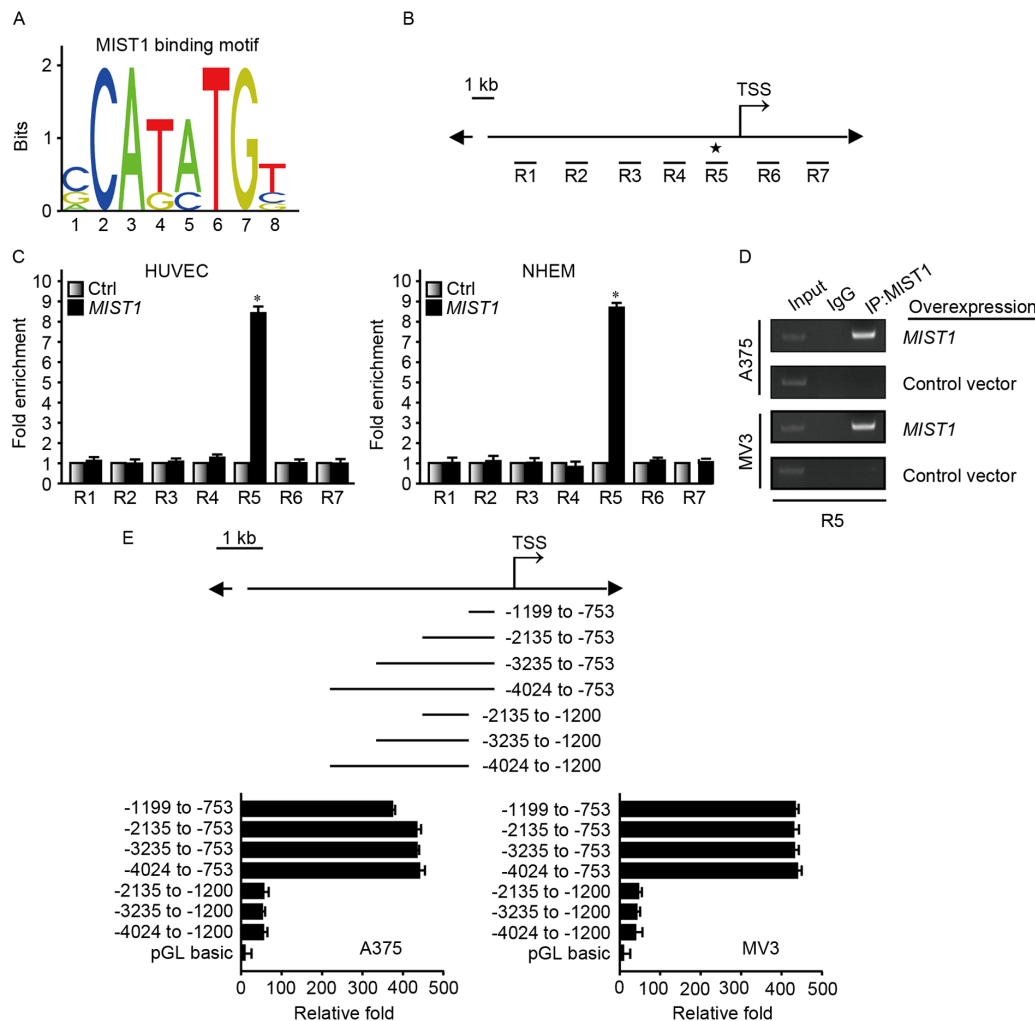 A
MIST1 binding motif
Bits
2
1
0
C
G
A
C
A
T
G
A
C
T
G
T
C
G
1 2 3 4 5 6 7 8
B
1 kb
TSS
★
R1 R2 R3 R4 R5 R6 R7
C
HUVEC
Ctrl
MIST1
Fold enrichment
10
9
8
7
6
5
4
3
2
1
0
*
R1 R2 R3 R4 R5 R6 R7
NHEM
Ctrl
MIST1
Fold enrichment
10
9
8
7
6
5
4
3
2
1
0
*
R1 R2 R3 R4 R5 R6 R7
D
Input IgG IP:MIST1
Overexpression
A375
MIST1
Control vector
MV3
MIST1
Control vector
R5
E
1 kb
TSS
-1199 to -753
-2135 to -753
-3235 to -753
-4024 to -753
-2135 to -1200
-3235 to -1200
-4024 to -1200
-1199 to -753
-2135 to -753
-3235 to -753
-4024 to -753
-2135 to -1200
-3235 to -1200
-4024 to -1200
pGL basic
A375
0 100 200 300 400 500
Relative fold
-1199 to -753
-2135 to -753
-3235 to -753
-4024 to -753
-2135 to -1200
-3235 to -1200
-4024 to -1200
pGL basic
MV3
0 100 200 300 400 500
Relative fold